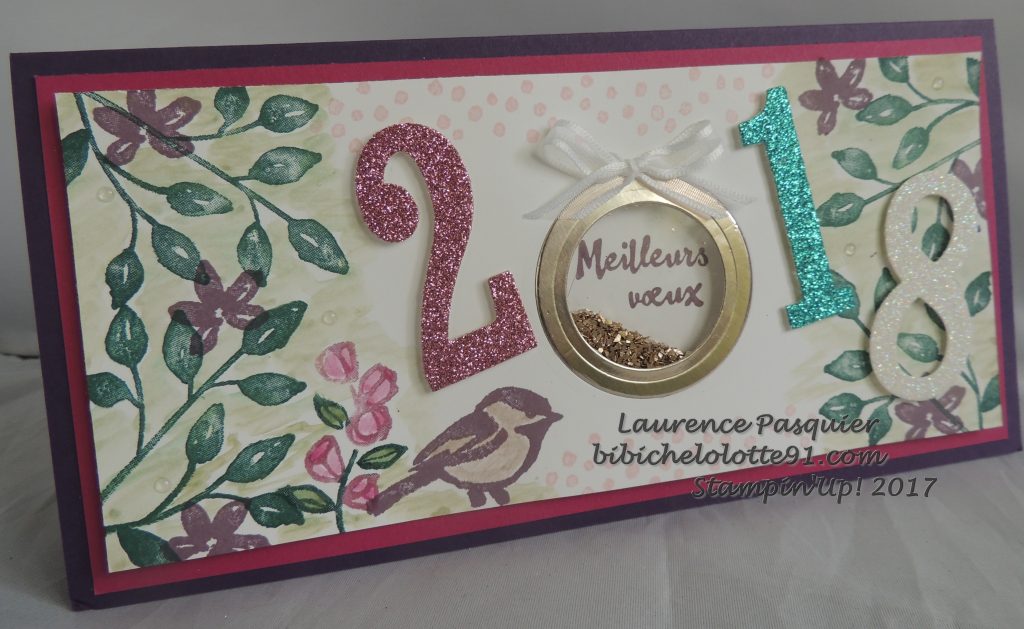 2018
Meilleurs
vœux
Laurence Pasquier
bibichelolotte91.com
Stampin'Up! 2017